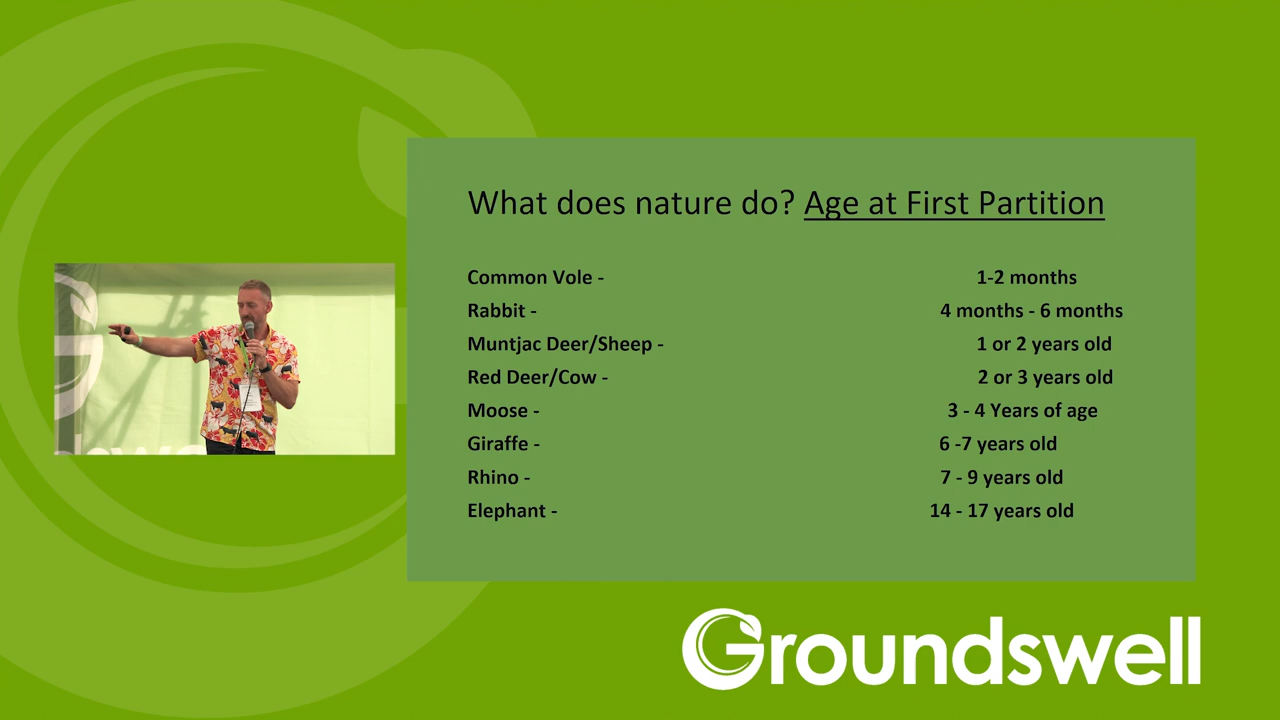 What does nature do? Age at First Partition
Common Vole - 1-2 months
Rabbit - 4 months - 6 months
Muntjac Deer/Sheep - 1 or 2 years old
Red Deer/Cow - 2 or 3 years old
Moose - 3 - 4 Years of age
Giraffe - 6 -7 years old
Rhino - 7 - 9 years old
Elephant - 14 - 17 years old
Groundswell